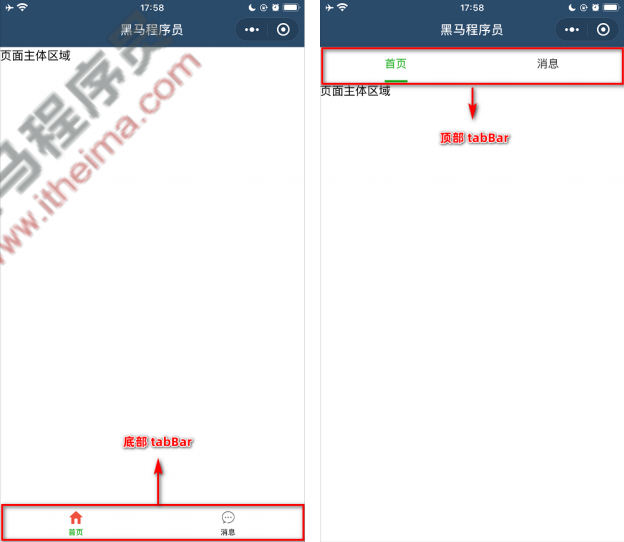 17:58
黑马程序员
页面主体区域
马程序员
www.itheima.com
底部 tabBar
首页
消息
17:58
黑马程序员
首页
消息
页面主体区域
顶部 tabBar